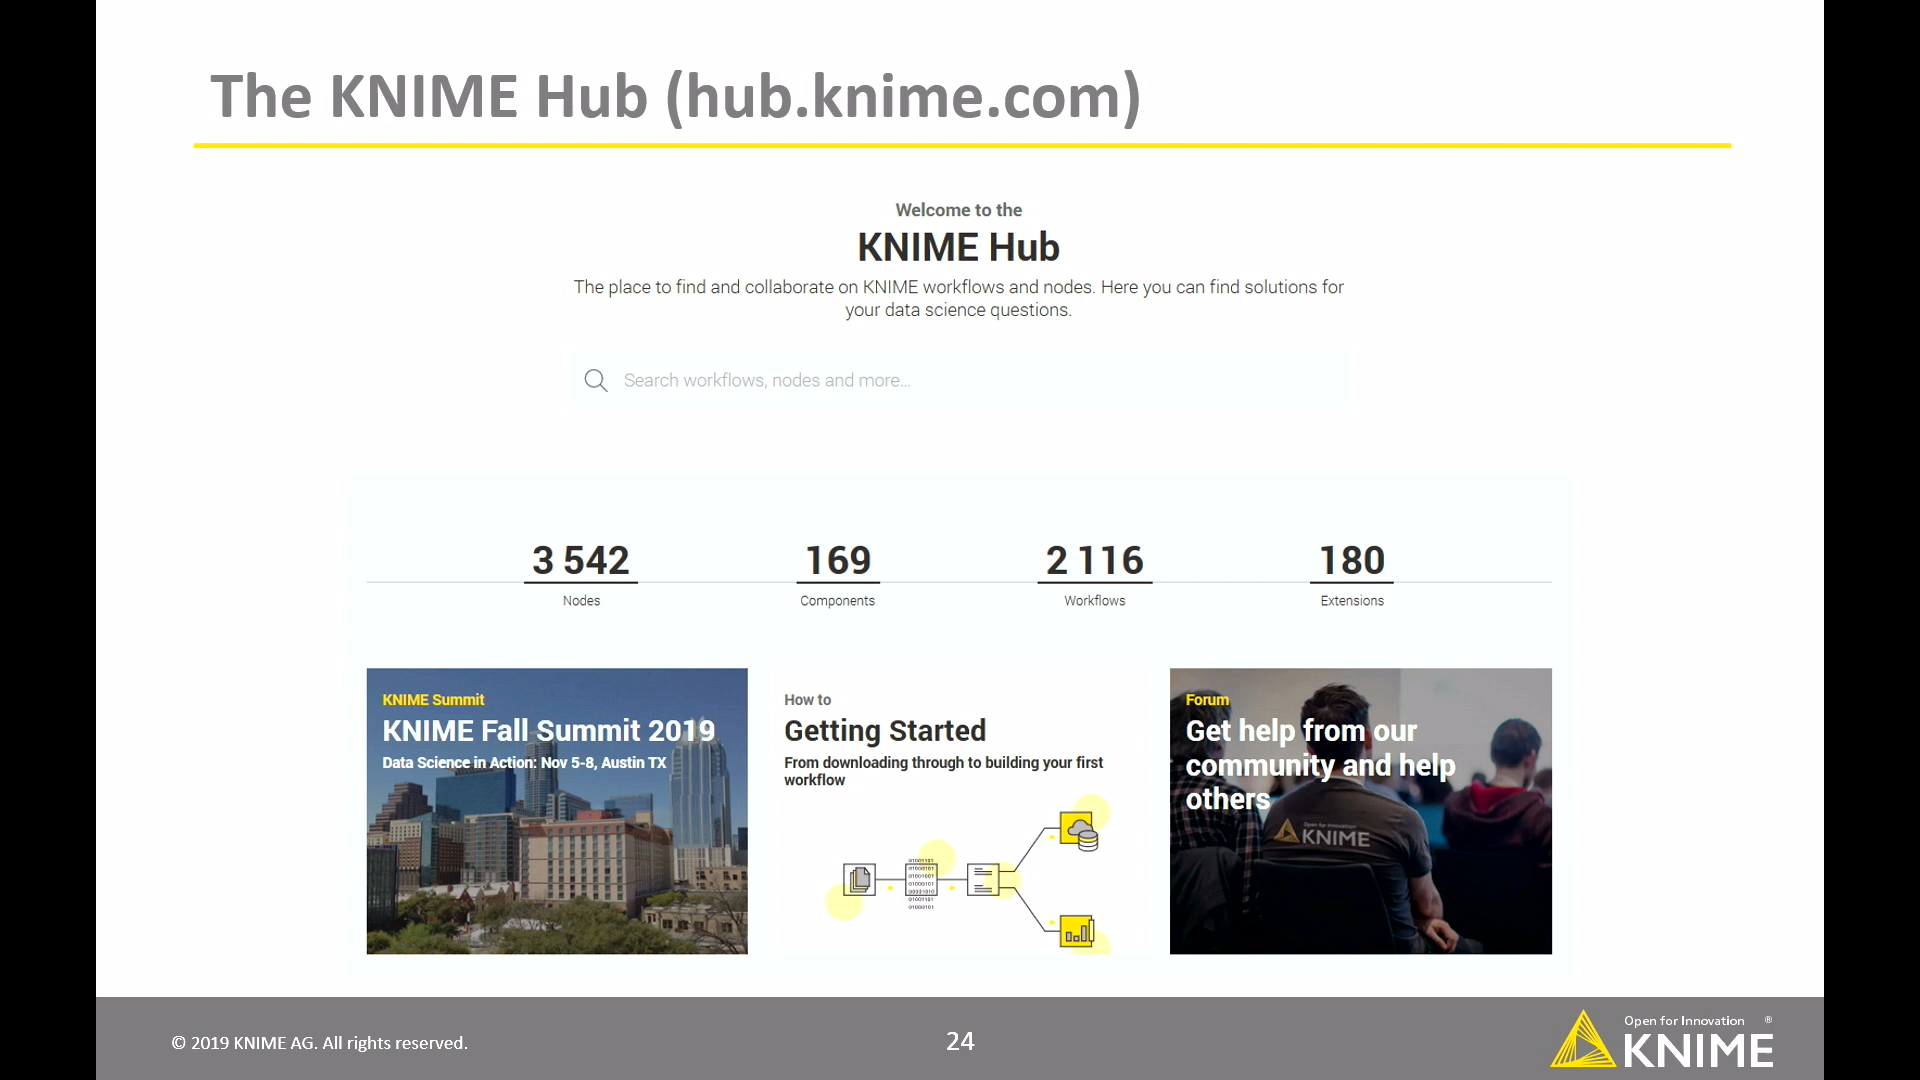 The KNIME Hub (hub.knime.com)
Welcome to the
KNIME Hub
The place to find and collaborate on KNIME workflows and nodes. Here you can find solutions for
your data science questions.
Search workflows, nodes and more...
3 542
Nodes
169
Components
2 116
Workflows
180
Extensions
KNIME Summit
KNIME Fall Summit 2019
Data Science in Action: Nov 5-8, Austin TX
How to
Getting Started
From downloading through to building your first
workflow
Forum
Get help from our
community and help
others
Open for Innovation
KNIME
© 2019 KNIME AG. All rights reserved.
24
Open for Innovation ®
KNIME